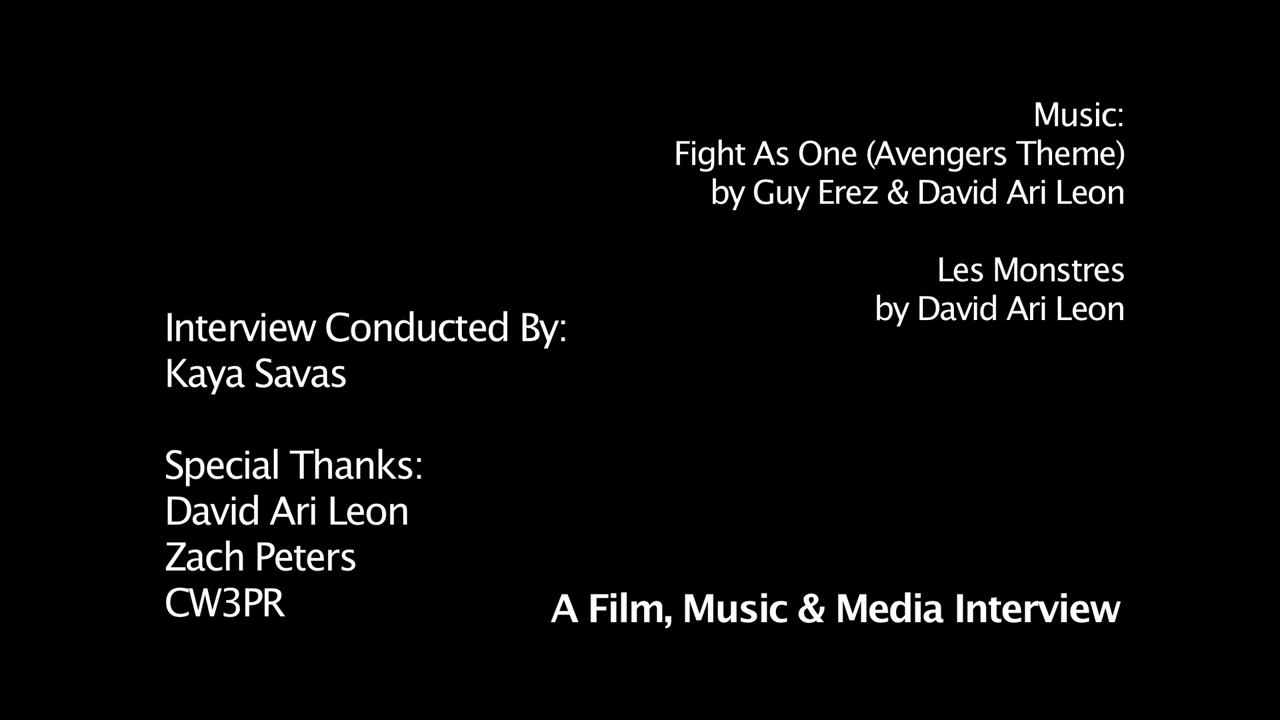 Music:
Fight As One (Avengers Theme)
by Guy Erez & David Ari Leon
Les Monstres
by David Ari Leon
Interview Conducted By:
Kaya Savas
Special Thanks:
David Ari Leon
Zach Peters
CW3PR
A Film, Music & Media Interview